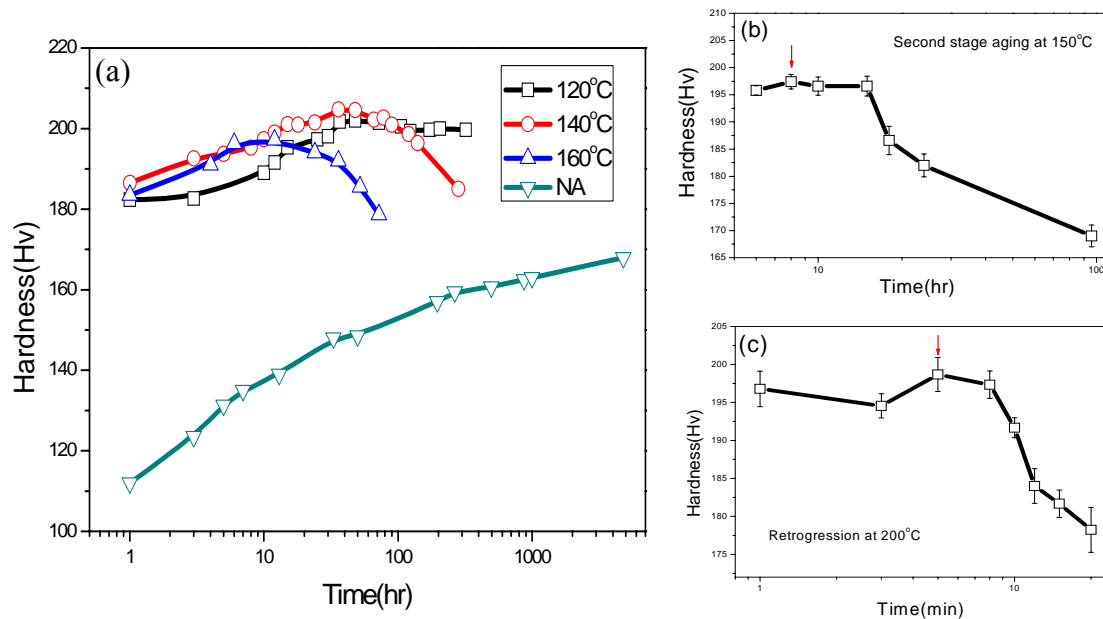 (a)
120°C
140°C
160°C
NA
Hardness(Hv)
220
200
180
160
140
120
100
1
10
100
1000
Time(hr)
(b)
Second stage aging at 150°C
Hardness(Hv)
210
205
200
195
190
185
180
175
170
165
10
100
Time(hr)
(c)
Retrogression at 200°C
Hardness(Hv)
205
200
195
190
185
180
175
1
10
Time(min)